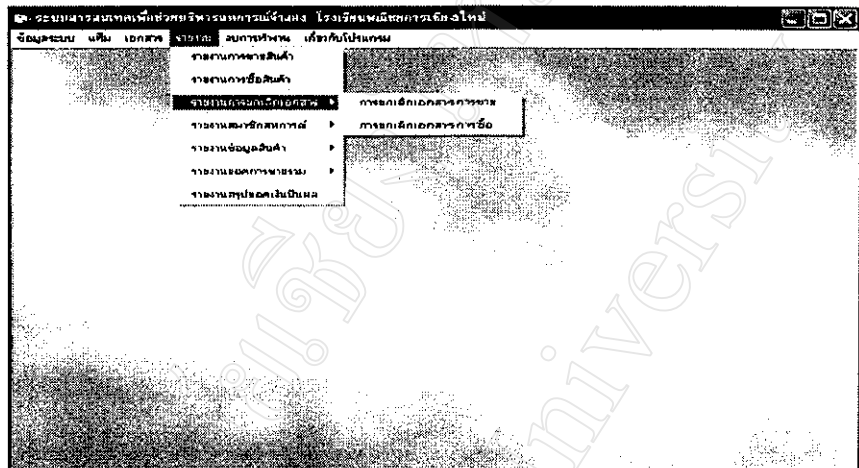 ระบบสารสนเทศเพื่อช่วยบริหารสหกรณ์จำลอง โรงเรียนพณิชยการเชียงใหม่
ข้อมูลระบบ แฟ้ม เอกสาร รายงาน จบการทำงาน เกี่ยวกับโปรแกรม
รายงานการขายสินค้า
รายงานการซื้อสินค้า
รายงานการยกเลิกเอกสาร การยกเลิกเอกสารการขาย
รายงานสมาชิกสหกรณ์ การยกเลิกเอกสารการซื้อ
รายงานข้อมูลสินค้า
รายงานยอดการขายรวม
รายงานสรุปยอดเงินปันผล